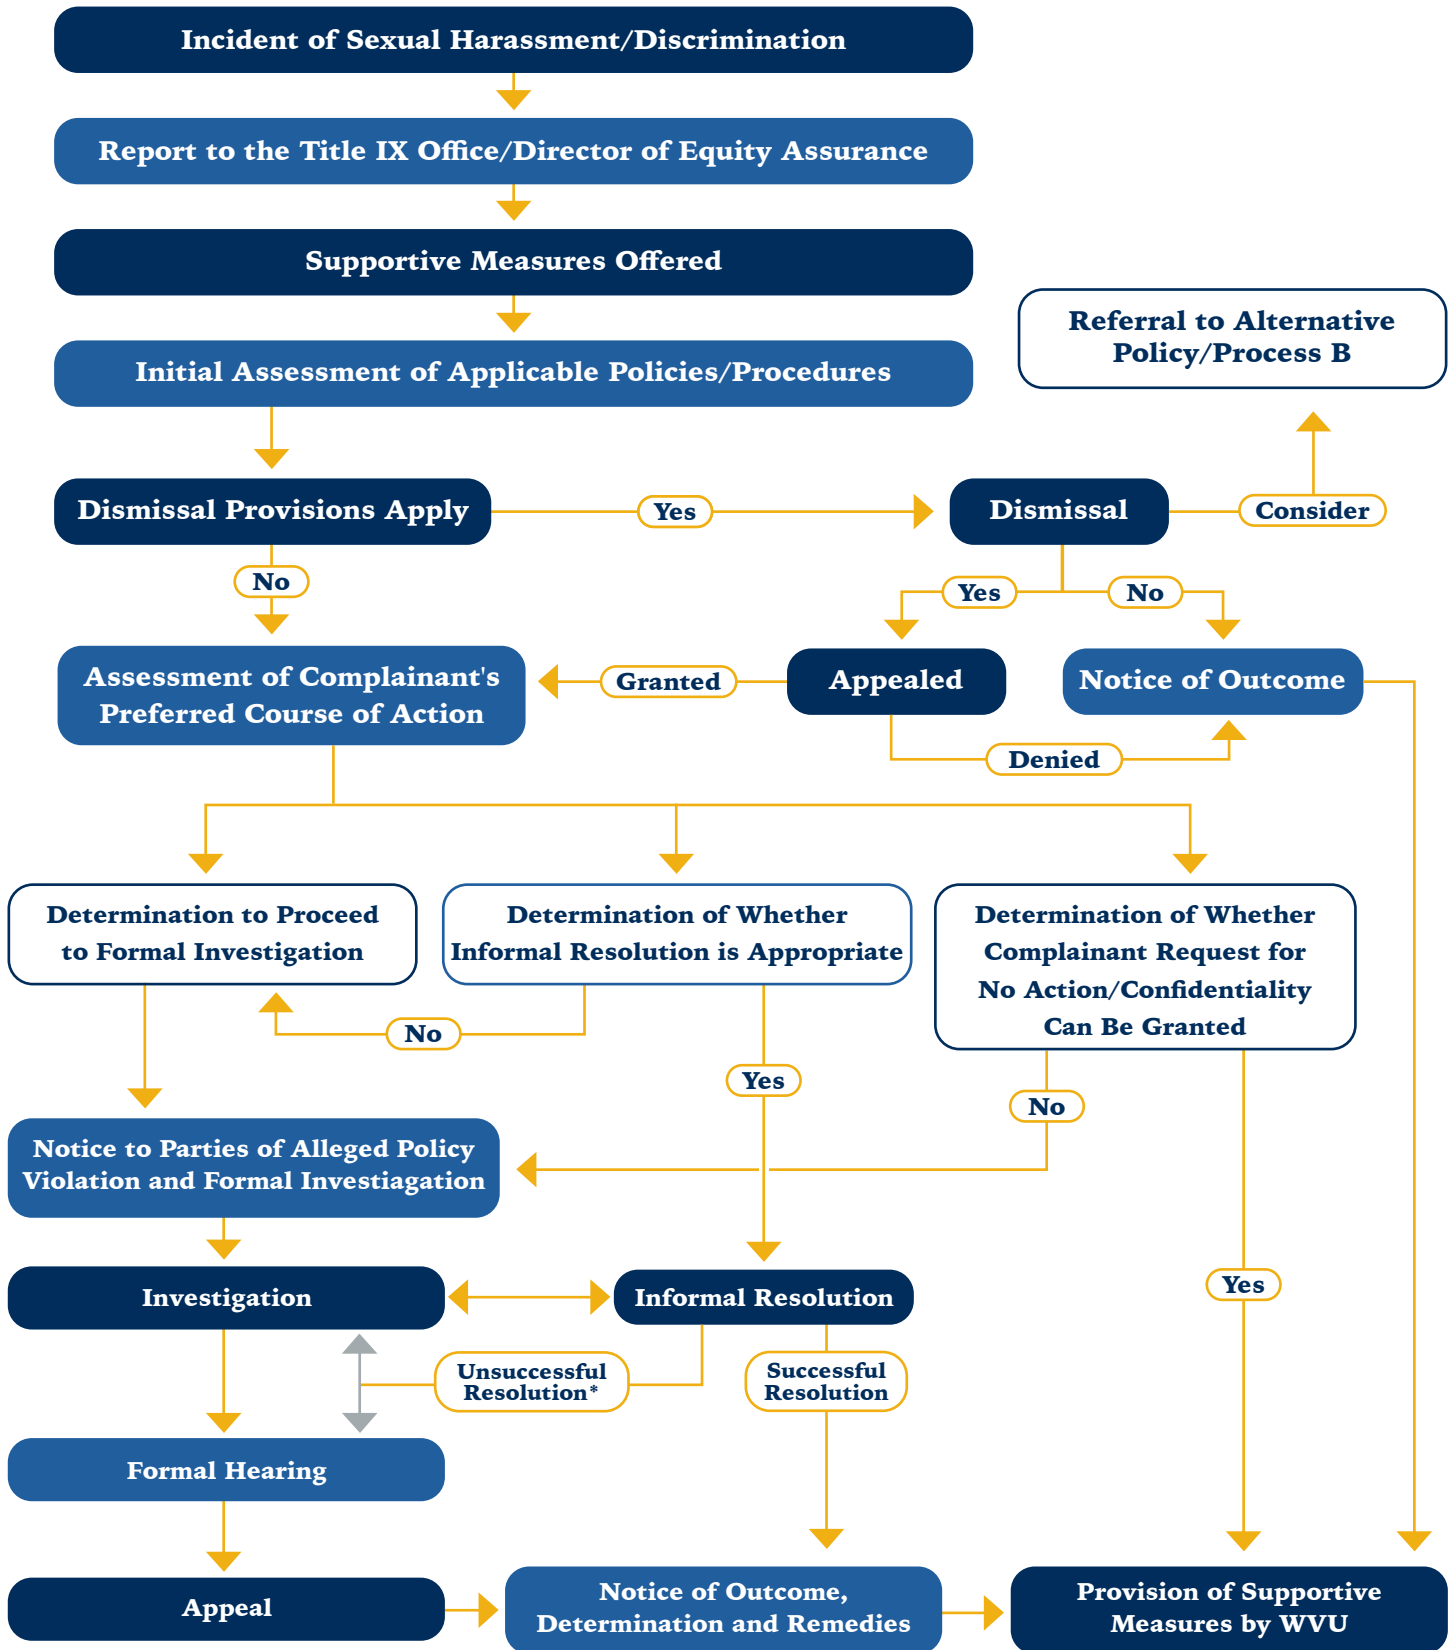 Incident of Sexual Harassment/Discrimination
Report to the Title IX Office/Director of Equity Assurance
Supportive Measures Offered
Initial Assessment of Applicable Policies/Procedures
Referral to Alternative
Policy/Process B
Dismissal Provisions Apply
Yes
Dismissal
Consider
No
Yes
No
Assessment of Complainant's
Preferred Course of Action
Granted
Appealed
Notice of Outcome
Denied
Determination to Proceed
to Formal Investigation
Determination of Whether
Informal Resolution is Appropriate
Determination of Whether
Complainant Request for
No Action/Confidentiality
Can Be Granted
No
Yes
No
Notice to Parties of Alleged Policy
Violation and Formal Investiagation
Investigation
Informal Resolution
Yes
Unsuccessful
Resolution*
Successful
Resolution
Formal Hearing
Appeal
Notice of Outcome,
Determination and Remedies
Provision of Supportive
Measures by WVU